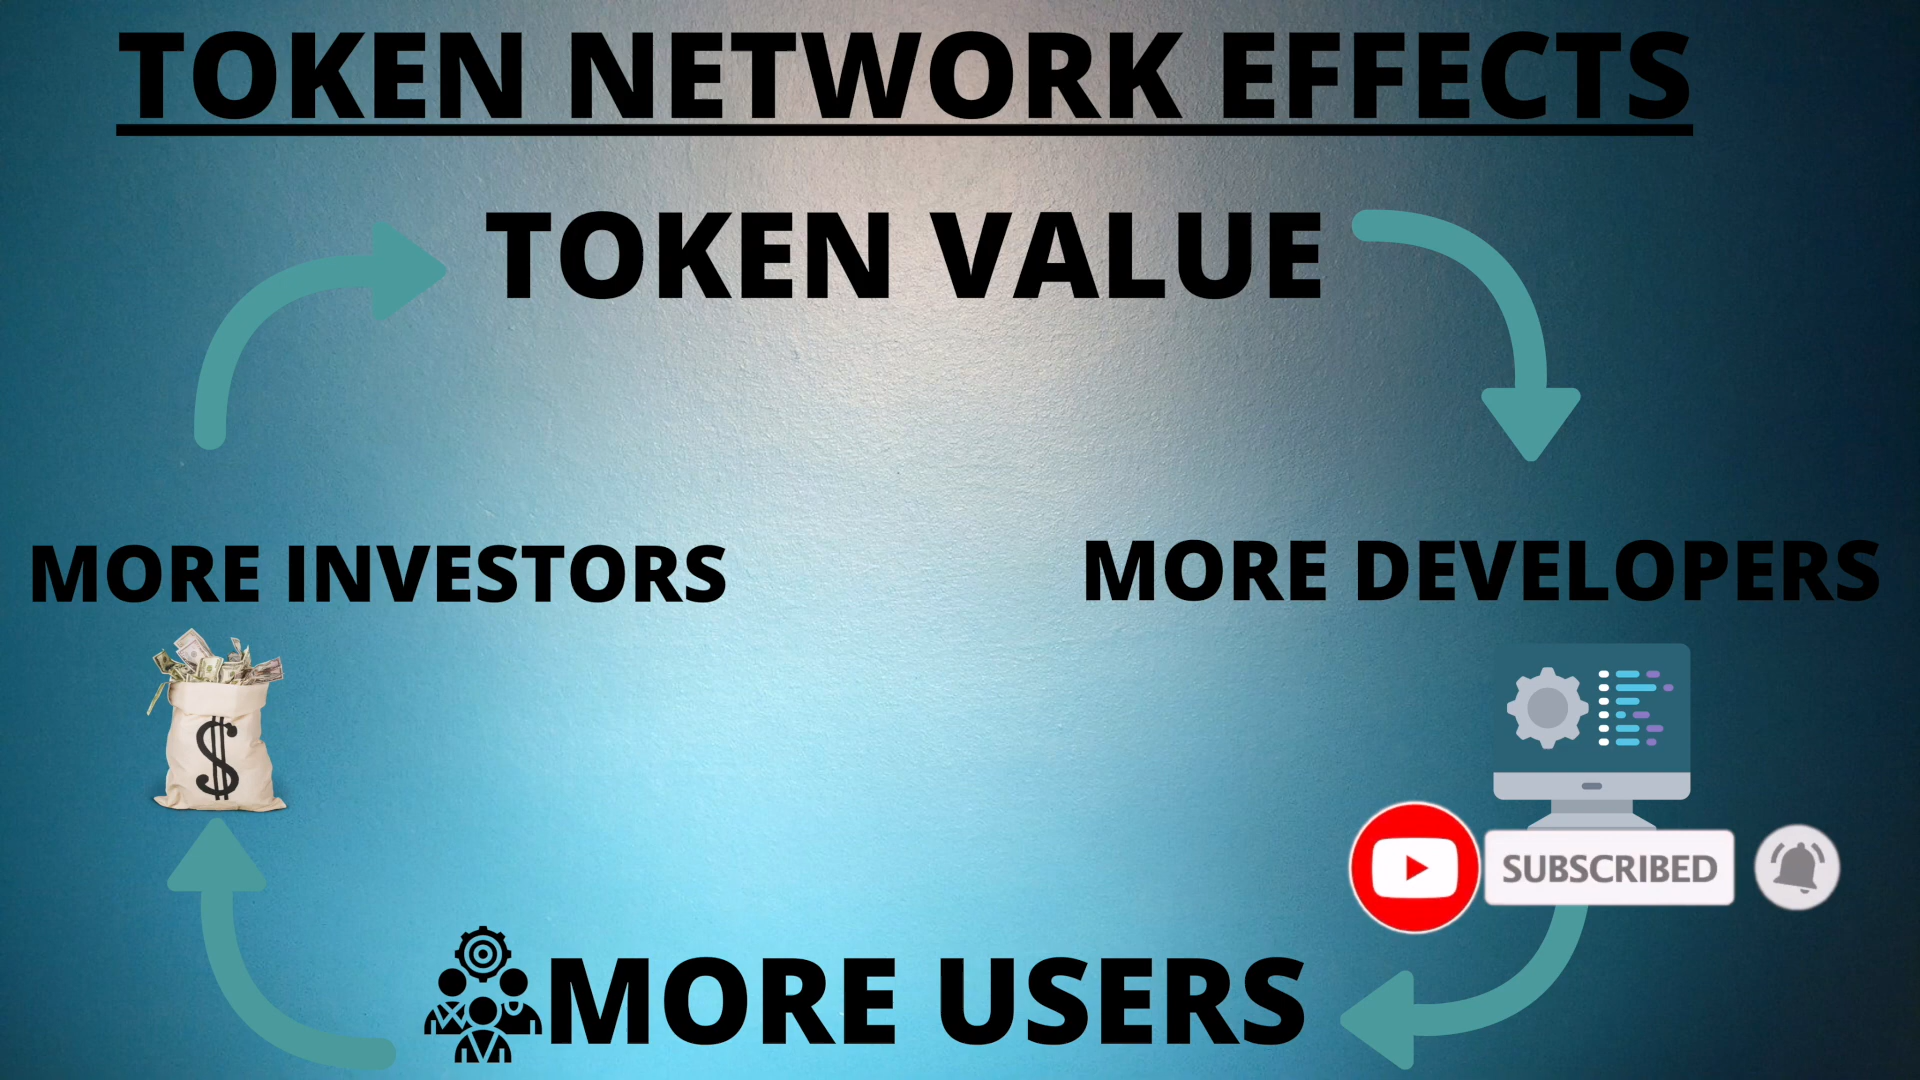 TOKEN NETWORK EFFECTS
TOKEN VALUE
MORE INVESTORS
MORE DEVELOPERS
$
SUBSCRIBED
MORE USERS